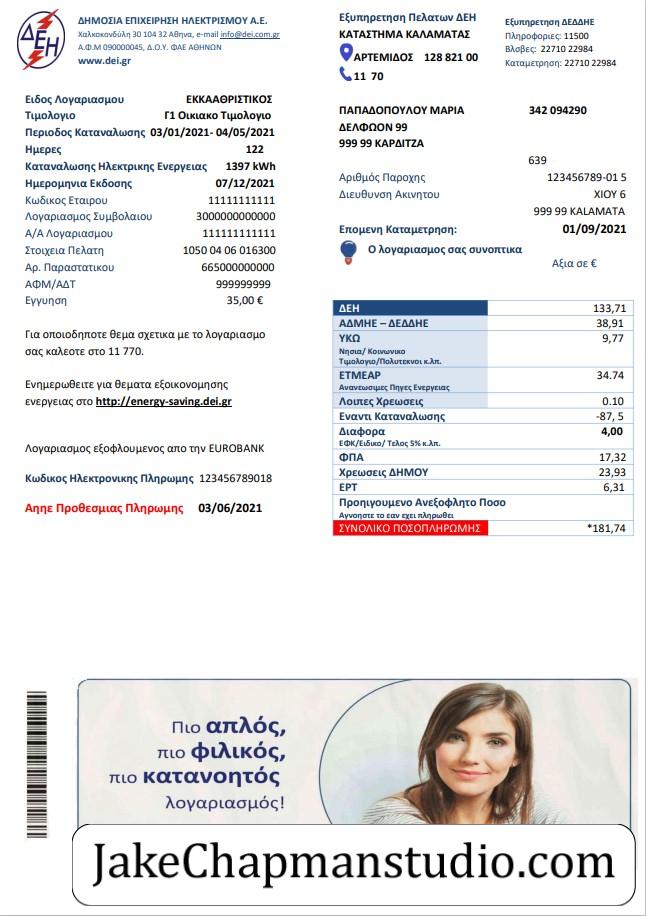 ΔΕΗ
ΔΗΜΟΣΙΑ ΕΠΙΧΕΙΡΗΣΗ ΗΛΕΚΤΡΙΣΜΟΥ Α.Ε.
Χαλκοκονδύλη 30 104 32 Αθηνα, e-mail info@dei.com.gr
Α.Φ.Μ 090000045, Δ.Ο.Υ. ΦΑΕ ΑΘΗΝΩΝ
www.dei.gr
Εξυπηρετηση Πελατων ΔΕΗ
ΚΑΤΑΣΤΗΜΑ ΚΑΛΑΜΑΤΑΣ
ΑΡΤΕΜΙΔΟΣ 128 821 00
11 70
Εξυπηρετηση ΔΕΔΔΗΕ
Πληροφοριες: 11500
Βλαβες: 22710 22984
Καταμετρηση: 22710 22984
Ειδος Λογαριασμου ΕΚΚΑΑΘΡΙΣΤΙΚΟΣ
Τιμολογιο Γ1 Οικιακο Τιμολογιο
Περιοδος Καταναλωσης 03/01/2021- 04/05/2021
Ημερες 122
Καταναλωσης Ηλεκτρικης Ενεργειας 1397 kWh
Ημερομηνια Εκδοσης 07/12/2021
Κωδικος Εταιρου 11111111111
Λογαριασμος Συμβολαιου 3000000000000
Α/Α Λογαριασμου 111111111111
Στοιχεια Πελατη 1050 04 06 016300
Αρ. Παραστατικου 665000000000
ΑΦΜ/ΑΔΤ 999999999
Εγγυηση 35,00 €
Για οποιοδηποτε θεμα σχετικα με το λογαριασμο
σας καλεοτε στο 11 770.
Ενημερωθειτε για θεματα εξοικονομησης
ενεργειας στο http://energy-saving.dei.gr
Λογαριασμος εξοφλουμενος απο την EUROBANK
Κωδικος Ηλεκτρονικης Πληρωμης 123456789018
Αηηε Προθεσμιας Πληρωμης 03/06/2021
ΠΑΠΑΔΟΠΟΥΛΟΥ ΜΑΡΙΑ 342 094290
ΔΕΛΦΩΟΝ 99
999 99 ΚΑΡΔΙΤΖΑ
639
Αριθμός Παροχης 123456789-01 5
Διευθυνση Ακινητου ΧΙΟΥ 6
999 99 KALAMATA
Επομενη Καταμετρηση: 01/09/2021
Ο λογαριασμος σας συνοπτικα
Αξια σε €
ΔΕΗ 133,71
ΑΔΜΗΕ – ΔΕΔΔΗΕ 38,91
ΥΚΩ 9,77
Νησια/ Κοινωνικο
Τιμολογιο/Πολυτεκνοι κ.λπ.
ΕΤΜΕΑΡ 34.74
Ανανεωσιμες Πηγες Ενεργειας
Λοιπες Χρεωσεις 0.10
Εναντι Καταναλωσης -87, 5
Διαφορα 4,00
ΕΦΚ/Ειδικο/ Τελος 5% κ.λπ.
ΦΠΑ 17,32
Χρεωσεις ΔΗΜΟΥ 23,93
ΕΡΤ 6,31
Προηιγουμενο Ανεξοφλητο Ποσο
Αγνοηστε το εαν εχει πληρωθει
ΣΥΝΟΛΙΚΟ ΠΟΣΟΠΛΗΡΩΜΗΣ *181,74
Πιο απλός,
πιο φιλικός,
πιο κατανοητός
λογαριασμός!
JakeChapmanstudio.com